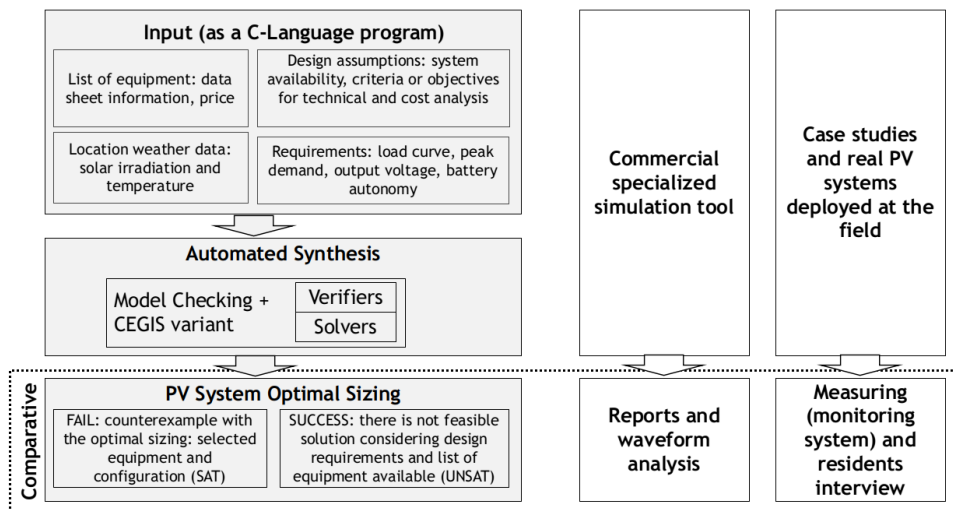 Input (as a C-Language program)
List of equipment: data
sheet information, price
Design assumptions: system
availability, criteria or objectives
for technical and cost analysis
Location weather data:
solar irradiation and
temperature
Requirements: load curve, peak
demand, output voltage, battery
autonomy
Automated Synthesis
Model Checking +
CEGIS variant
Verifiers
Solvers
Commercial
specialized
simulation tool
Case studies
and real PV
systems
deployed at the
field
Comparative
PV System Optimal Sizing
FAIL: counterexample with
the optimal sizing: selected
equipment and
configuration (SAT)
SUCCESS: there is not feasible
solution considering design
requirements and list of
equipment available (UNSAT)
Reports and
waveform
analysis
Measuring
(monitoring
system) and
residents
interview